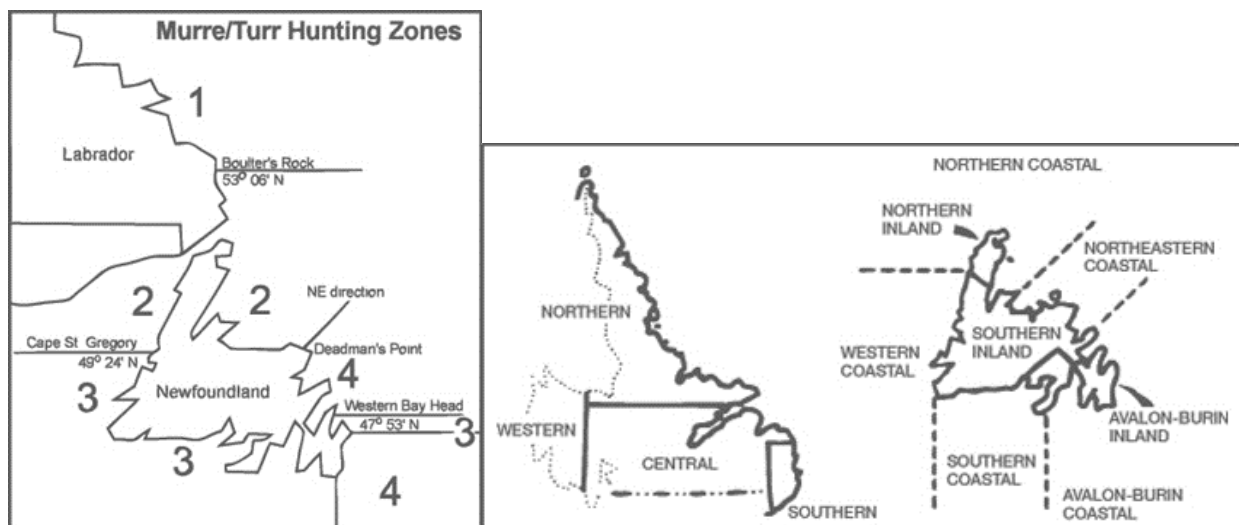 Murre/Turr Hunting Zones
1
Labrador
Boulter's Rock
53° 06' N
2
2
NE direction
Cape St Gregory
49° 24' N
Deadman's Point
3
Newfoundland
4
Western Bay Head
47° 53' N
3
3
4
NORTHERN
WESTERN
CENTRAL
SOUTHERN
NORTHERN COASTAL
NORTHERN
INLAND
NORTHEASTERN
COASTAL
WESTERN
COASTAL
SOUTHERN
INLAND
AVALON-BURIN
INLAND
SOUTHERN
COASTAL
AVALON-BURIN
COASTAL